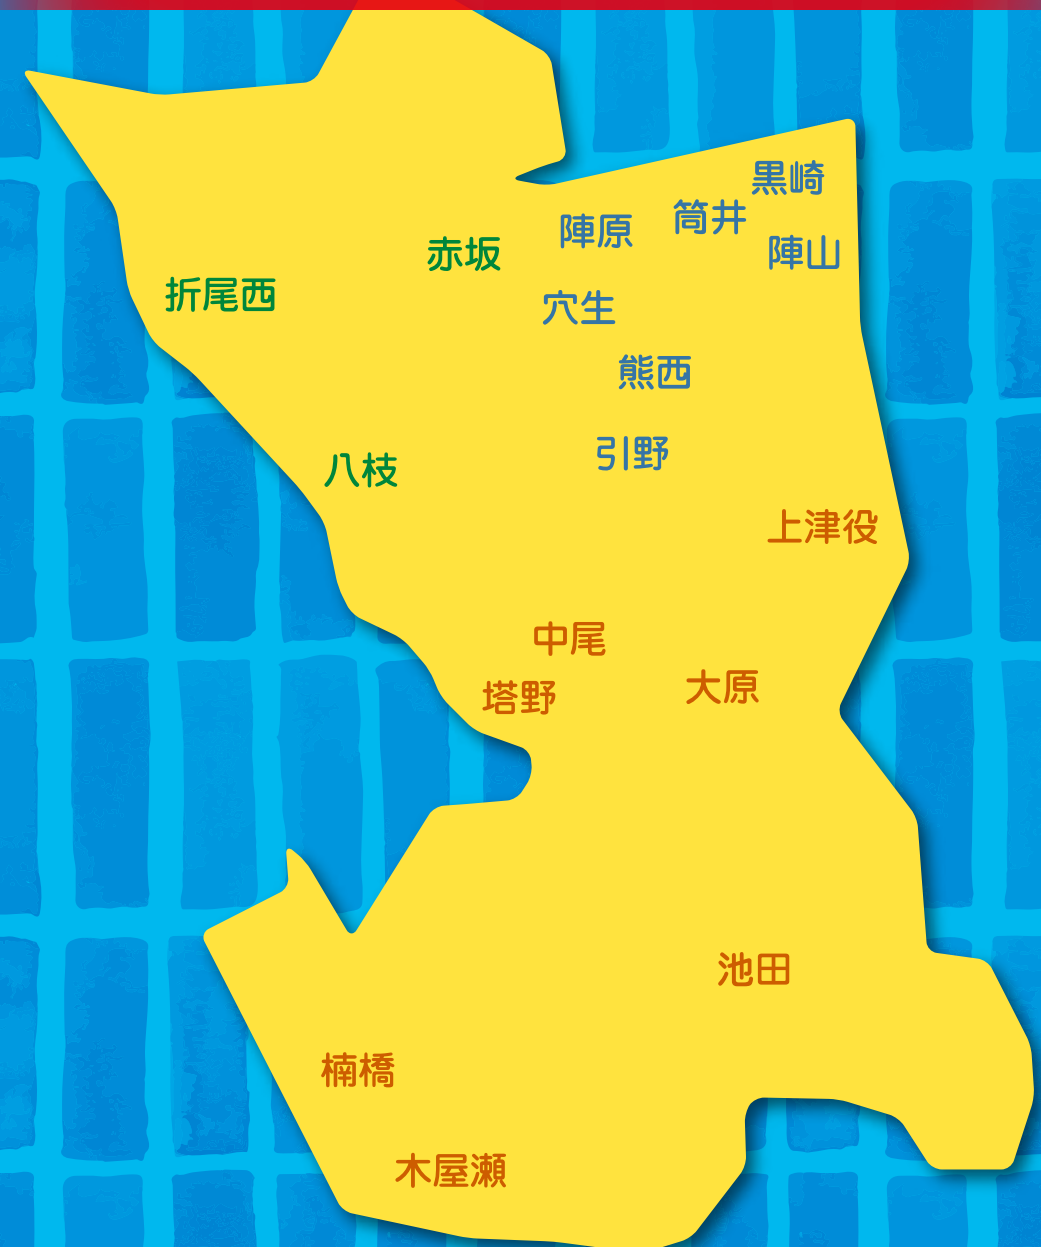 黒崎
筒井
陣原
陣山
赤坂
折尾西
穴生
熊西
引野
八枝
上津役
中尾
大原
塔野
池田
楠橋
木屋瀬